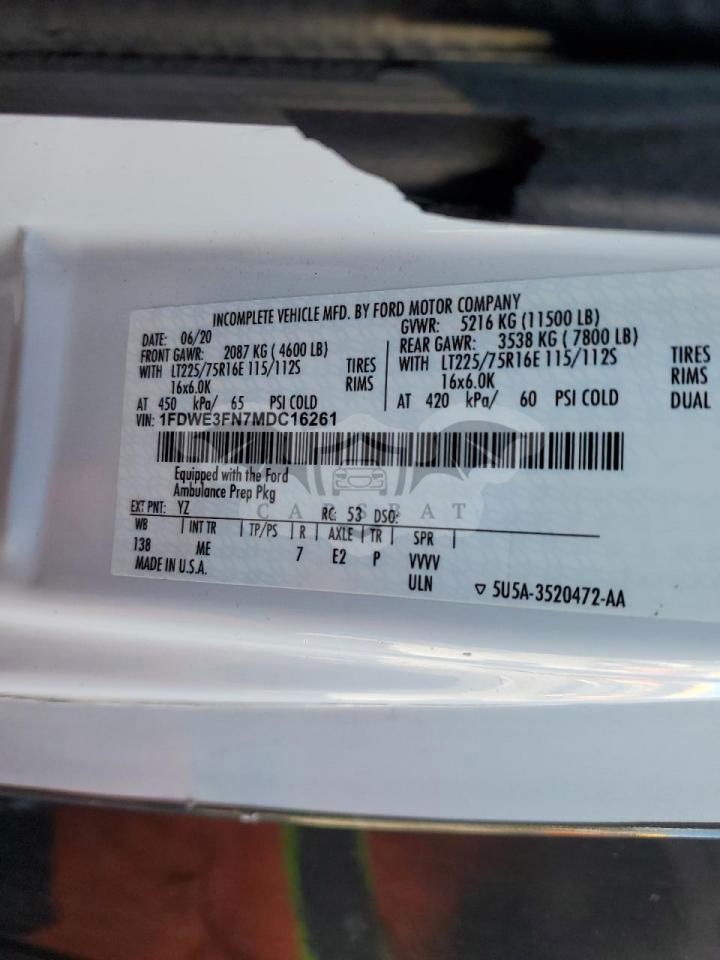 INCOMPLETE VEHICLE MFD. BY FORD MOTOR COMPANY
DATE: 06/20 GVWR: 5216 KG (11500 LB)
FRONT GAWR: 2087 KG ( 4600 LB) REAR GAWR: 3538 KG ( 7800 LB)
WITH LT225/75R16E 115/112S TIRES WITH LT225/75R16E 115/112S TIRES
16x6.0K RIMS 16x6.0K RIMS
AT 450 kPa/ 65 PSI COLD AT 420 kPa/ 60 PSI COLD DUAL
VIN: 1FDWE3FN7MDC16261
Equipped with the Ford
Ambulance Prep Pkg
CARSBAT
EXT PNT: YZ RC: 53 DSO:
WB | INT TR | TP/PS | R | AXLE | TR | SPR |
138 ME 7 E2 P VVVV
MADE IN U.S.A. ULN ▽ 5U5A-3520472-AA